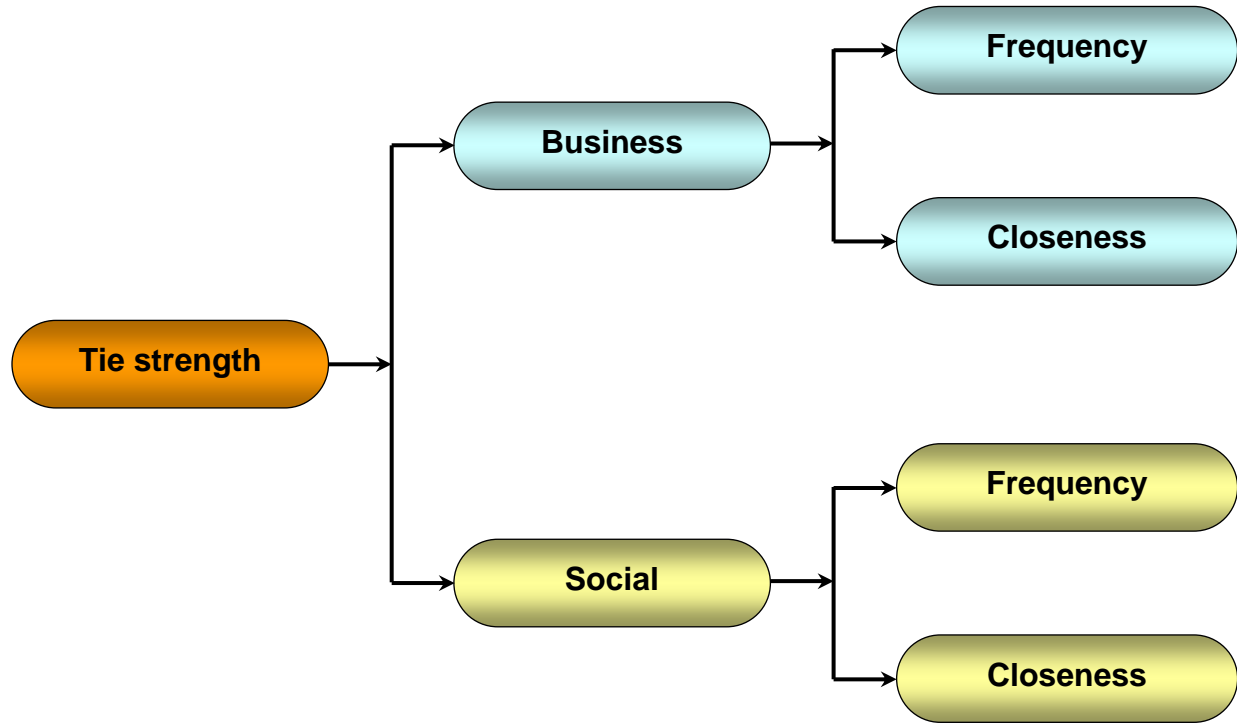 Frequency
Business
Closeness
Tie strength
Frequency
Social
Closeness